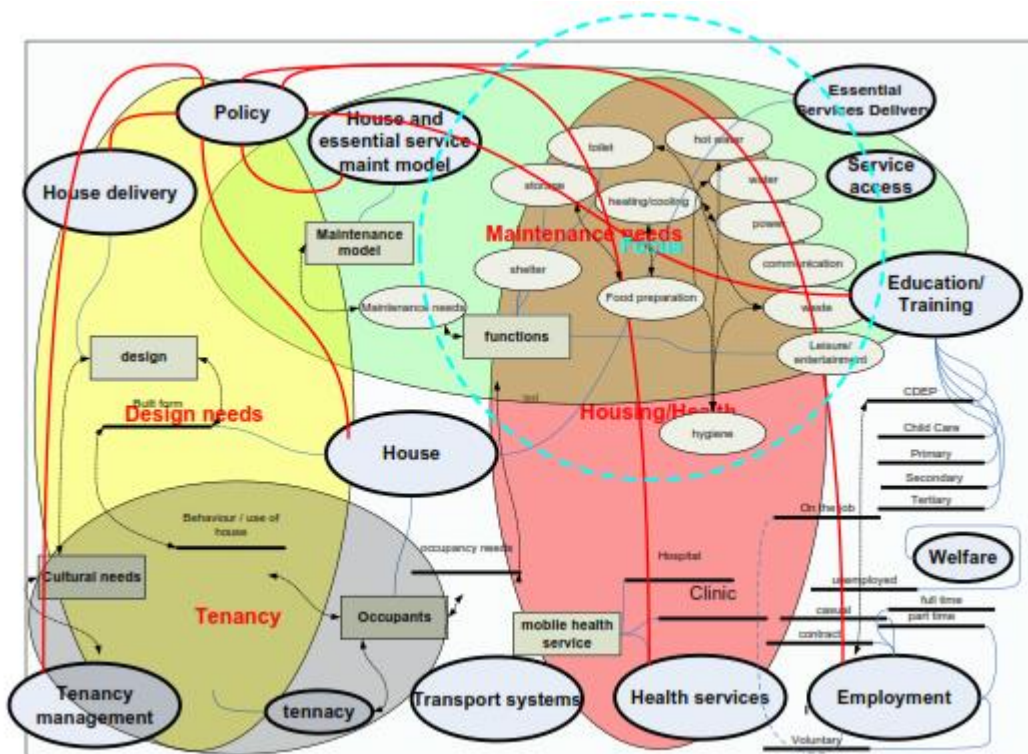 Policy
House and
essential service
maint model
Essential
Services Delivery
House delivery
Service
access
toilet
hot water
storage
water
heating/cooling
Maintenance
model
Maintenance needs
Focus
power
shelter
communication
Education/
Training
Maintenance needs
Food preparation
waste
functions
design
Leisure/
entertainment
Built form
Design needs
Housing/Health
hygiene
CDEP
Child Care
Primary
Secondary
Tertiary
House
On the job
Behaviour / use of
house
occupancy needs
Hospital
Welfare
Cultural needs
unemployed
Clinic
full time
part time
casual
contract
Tenancy
Occupants
mobile health
service
Tenancy
management
tennacy
Transport systems
Health services
Employment
Voluntary